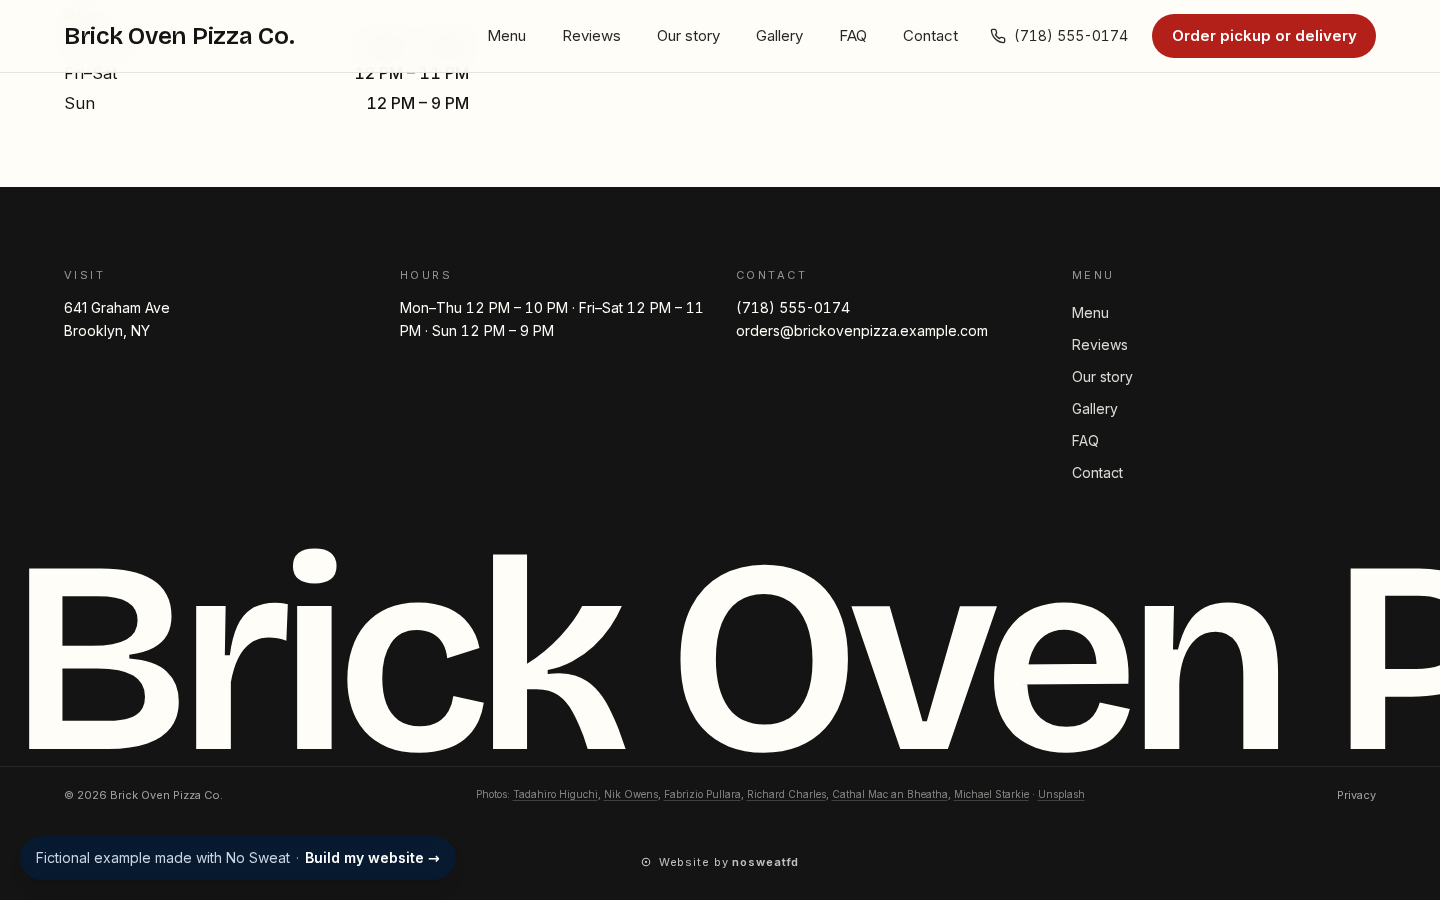 Brick Oven Pizza Co.
Menu
Reviews
Our story
Gallery
FAQ
Contact
(718) 555-0174
Order pickup or delivery
Fri–Sat
12 PM – 11 PM
Sun
12 PM – 9 PM
VISIT
641 Graham Ave
Brooklyn, NY
HOURS
Mon–Thu 12 PM – 10 PM · Fri–Sat 12 PM – 11
PM · Sun 12 PM – 9 PM
CONTACT
(718) 555-0174
orders@brickovenpizza.example.com
MENU
Menu
Reviews
Our story
Gallery
FAQ
Contact
Brick Oven P
© 2026 Brick Oven Pizza Co.
Photos: Tadahiro Higuchi, Nik Owens, Fabrizio Pullara, Richard Charles, Cathal Mac an Bheatha, Michael Starkie · Unsplash
Privacy
Fictional example made with No Sweat · Build my website →
Website by nosweatfd